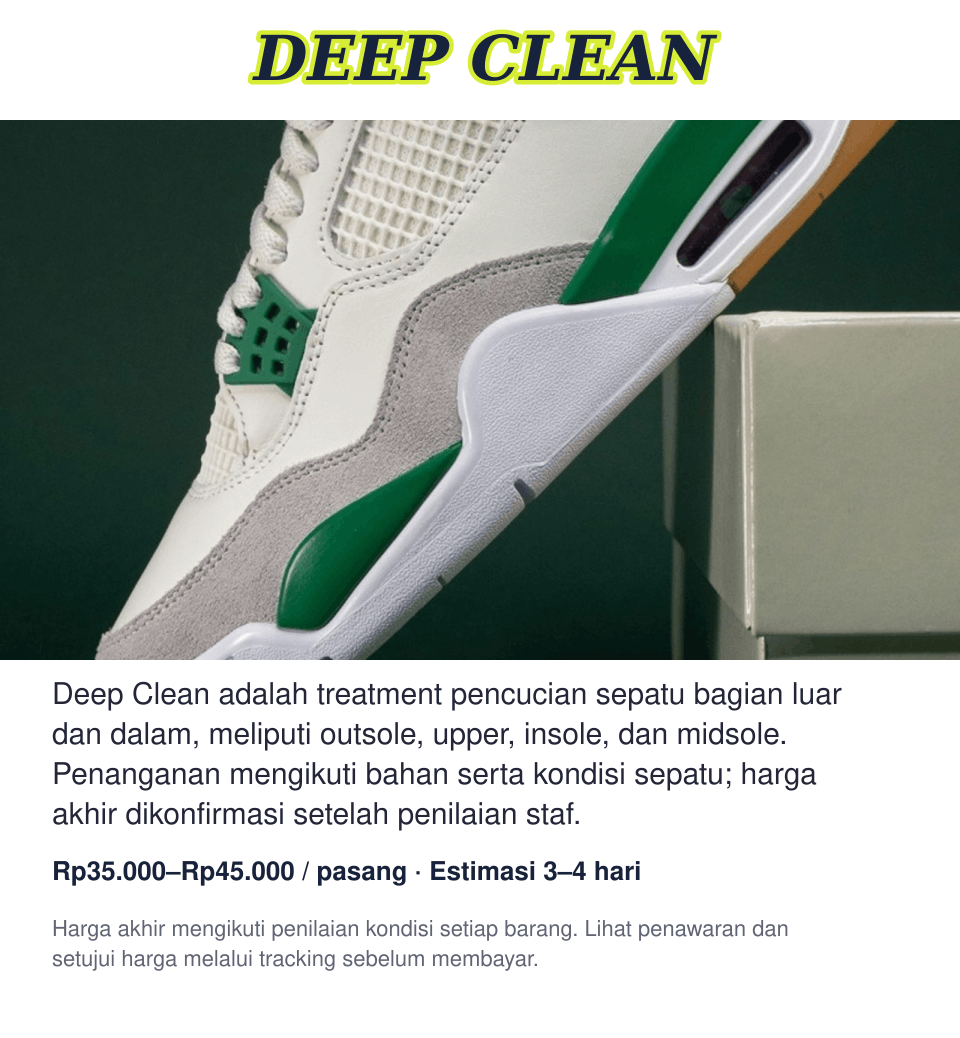 DEEP CLEAN
Deep Clean adalah treatment pencucian sepatu bagian luar
dan dalam, meliputi outsole, upper, insole, dan midsole.
Penanganan mengikuti bahan serta kondisi sepatu; harga
akhir dikonfirmasi setelah penilaian staf.
Rp35.000–Rp45.000 / pasang · Estimasi 3–4 hari
Harga akhir mengikuti penilaian kondisi setiap barang. Lihat penawaran dan
setujui harga melalui tracking sebelum membayar.